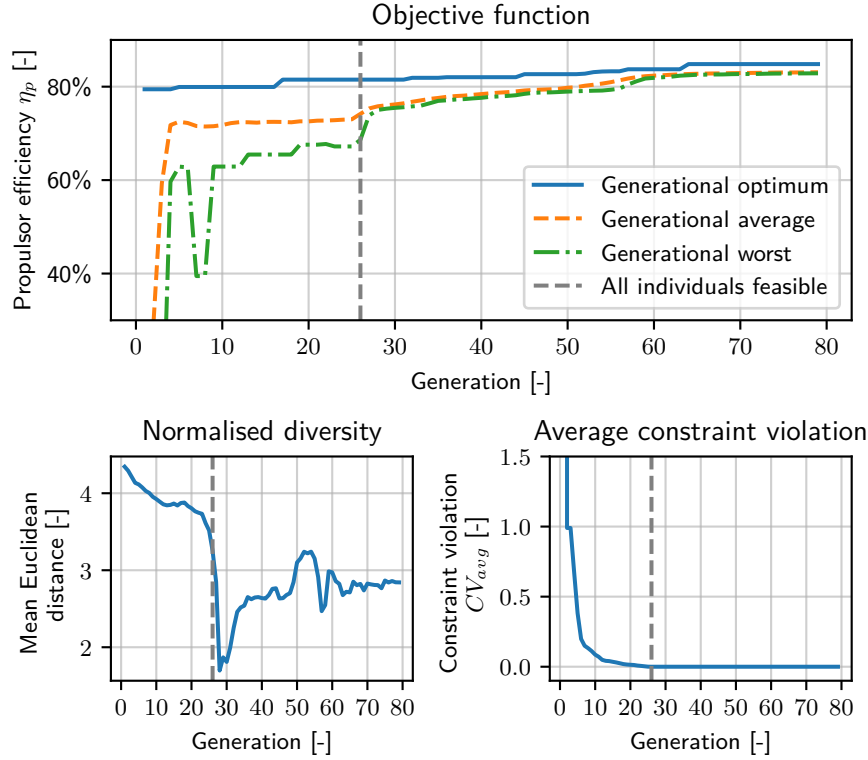 Objective function
Propulsor efficiency ηp [-]
80%
60%
40%
Generational optimum
Generational average
Generational worst
All individuals feasible
0 10 20 30 40 50 60 70 80
Generation [-]
Normalised diversity
Mean Euclidean
distance [-]
4
3
2
0 10 20 30 40 50 60 70 80
Generation [-]
Average constraint violation
Constraint violation
CVavg [-]
1.5
1.0
0.5
0.0
0 10 20 30 40 50 60 70 80
Generation [-]